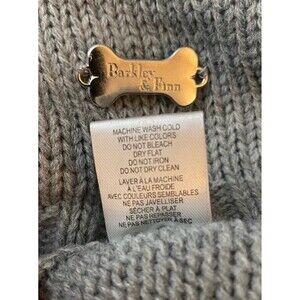 Barkley
& Finn
MACHINE WASH COLD
WITH LIKE COLORS
DO NOT BLEACH
DRY FLAT
DO NOT IRON
DO NOT DRY CLEAN
LAVER À LA MACHINE
À L'EAU FROIDE
AVEC COULEURS SEMBLABLES
NE PAS JAVELLISER
SÉCHER À PLAT
NE PAS REPASSER
NE PAS NETTOYER À SEC